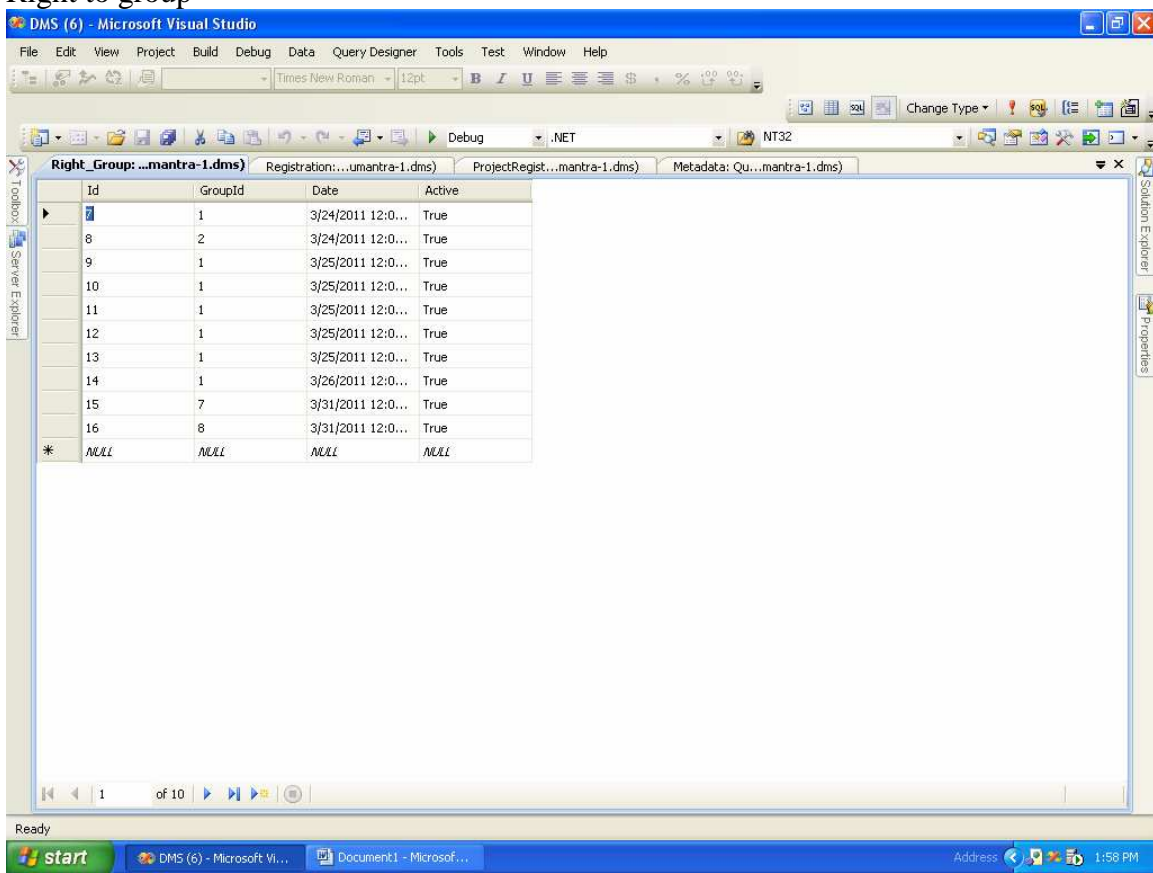 Right to group
DMS (6) - Microsoft Visual Studio
File Edit View Project Build Debug Data Query Designer Tools Test Window Help
Times New Roman 12pt B I U $ , %
SQL Change Type
Debug .NET NT32
Right_Group: ...mantra-1.dms) Registration:...umantra-1.dms) ProjectRegist...mantra-1.dms) Metadata: Qu...mantra-1.dms)
Toolbox
Server Explorer
Solution Explorer
Properties
Id GroupId Date Active
7 1 3/24/2011 12:0... True
8 2 3/24/2011 12:0... True
9 1 3/25/2011 12:0... True
10 1 3/25/2011 12:0... True
11 1 3/25/2011 12:0... True
12 1 3/25/2011 12:0... True
13 1 3/25/2011 12:0... True
14 1 3/26/2011 12:0... True
15 7 3/31/2011 12:0... True
16 8 3/31/2011 12:0... True
NULL NULL NULL NULL
1 of 10
Ready
start DMS (6) - Microsoft Vi... Document1 - Microsof... Address 1:58 PM